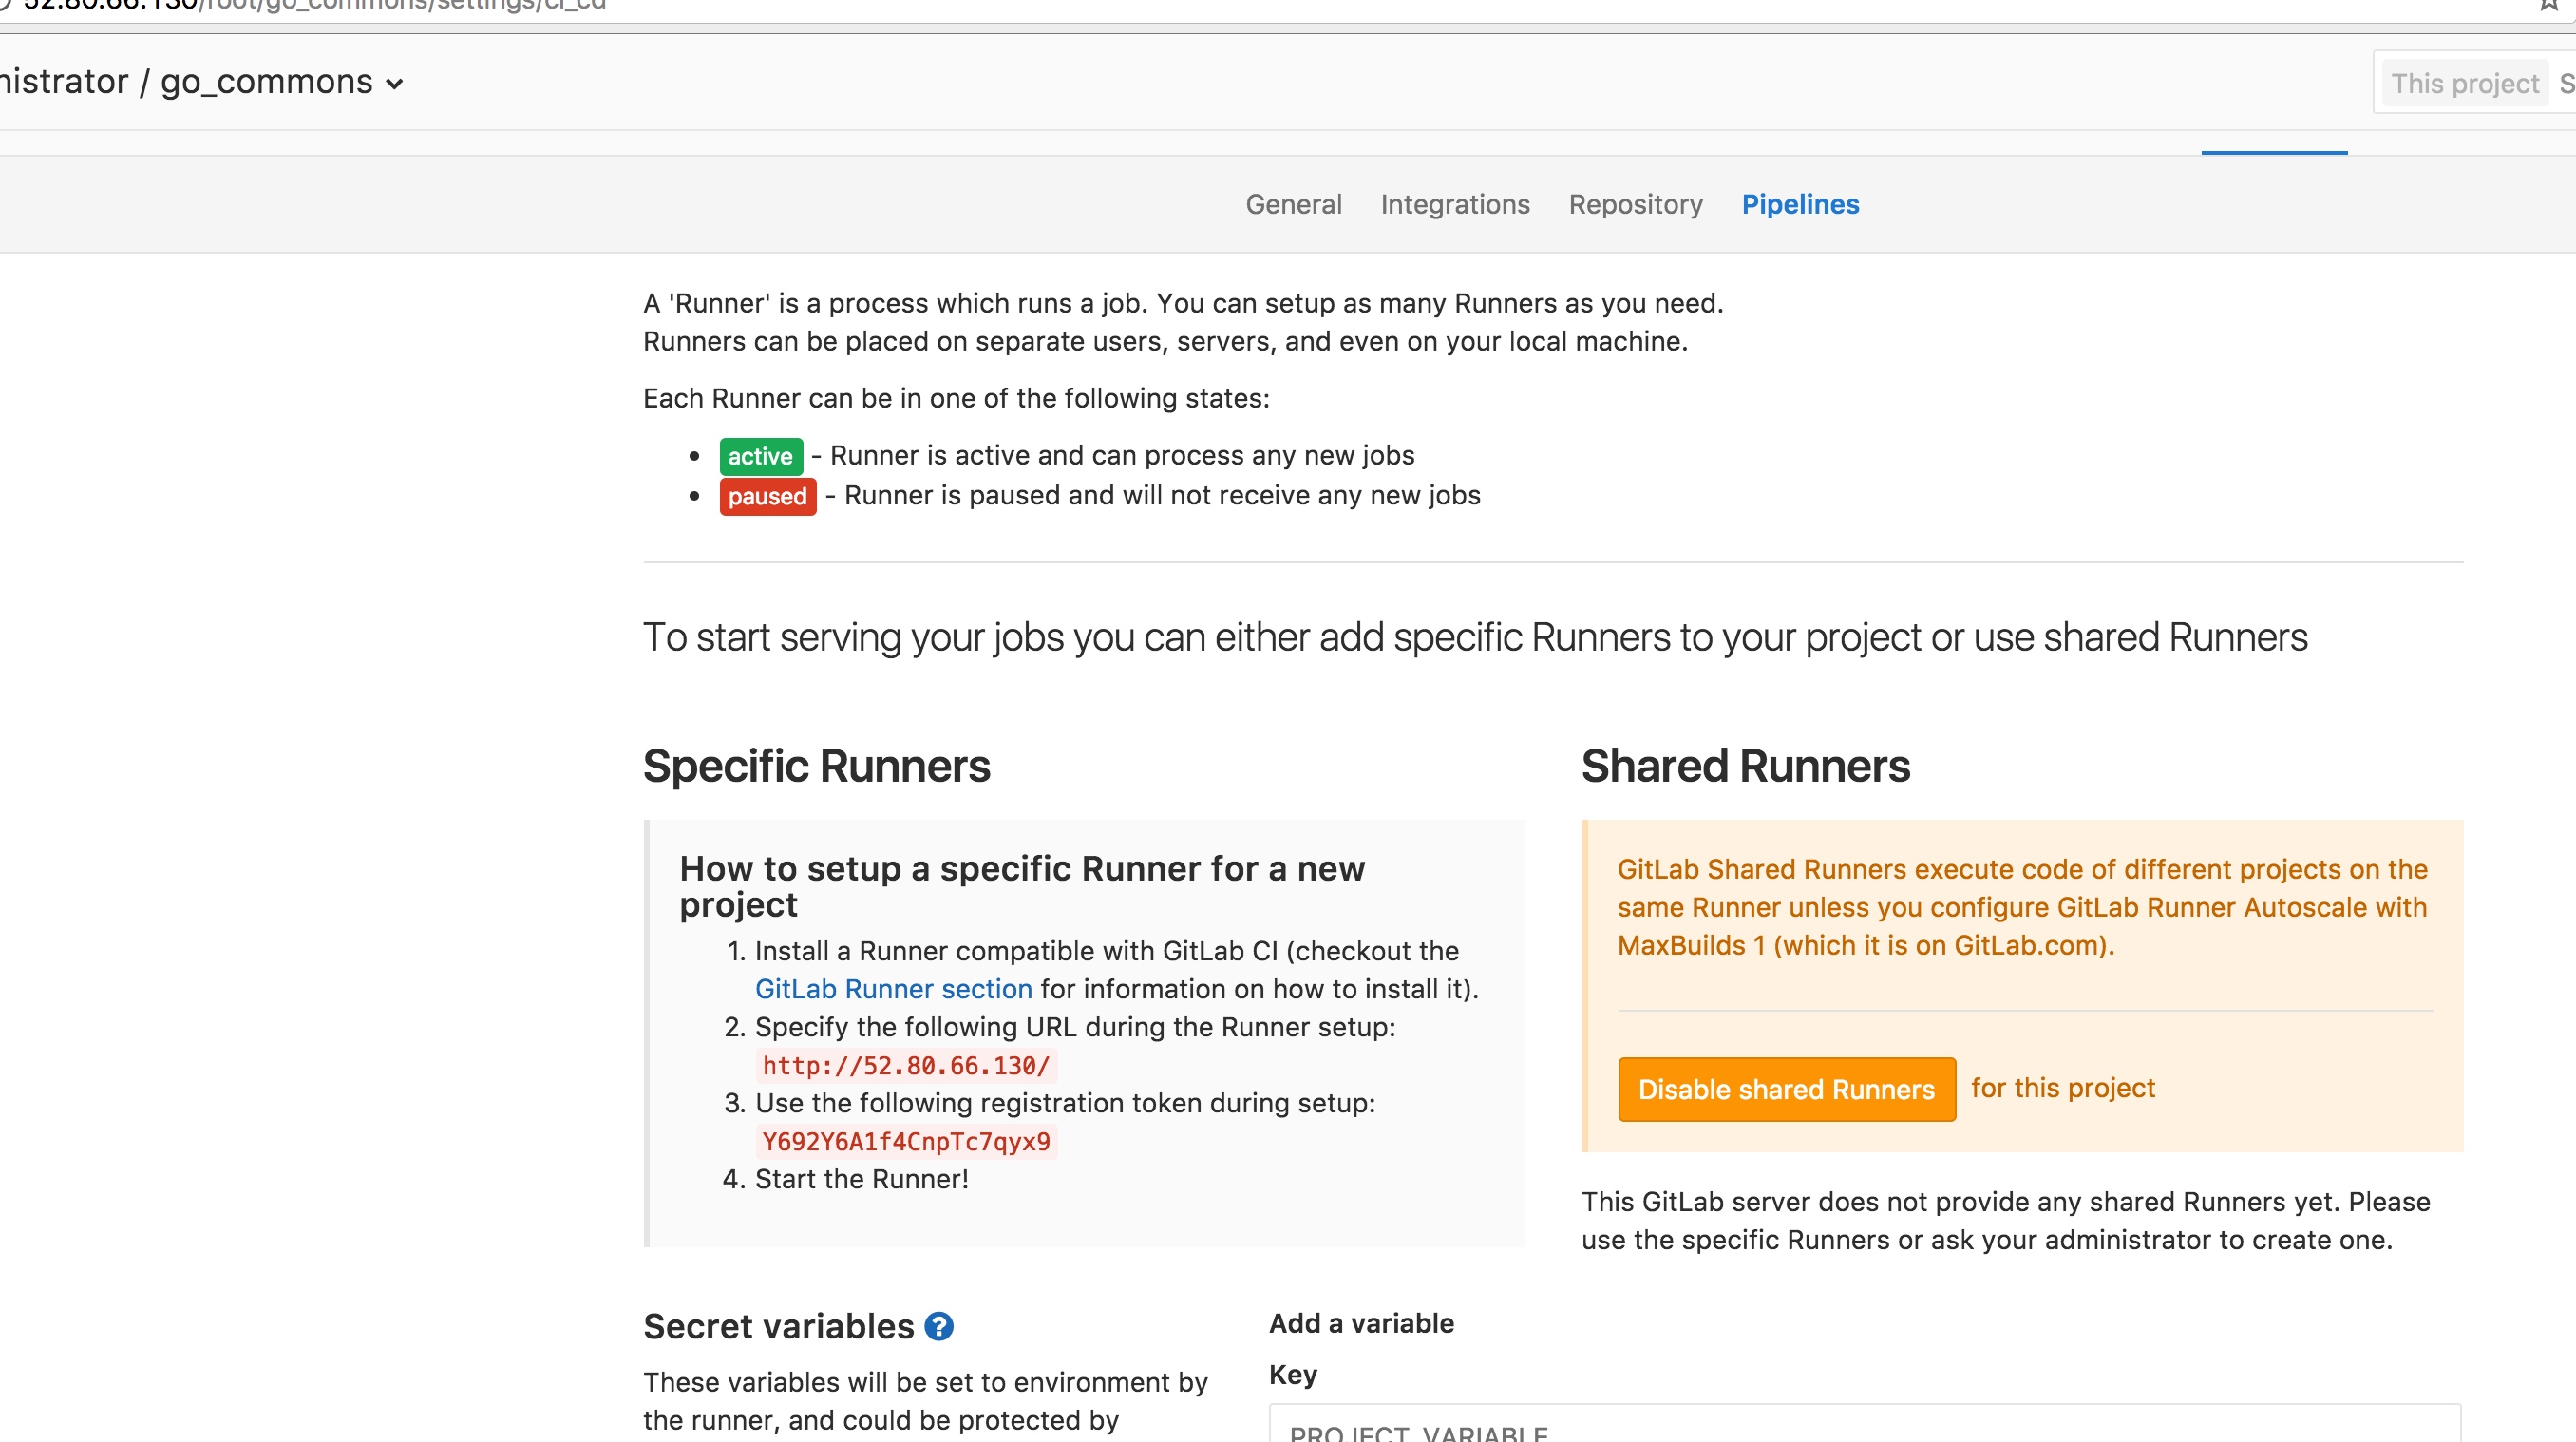 52.80.66.130/root/go_commons/settings/ci_cd
nistrator / go_commons
This project S
General Integrations Repository Pipelines
A 'Runner' is a process which runs a job. You can setup as many Runners as you need.
Runners can be placed on separate users, servers, and even on your local machine.
Each Runner can be in one of the following states:
• active - Runner is active and can process any new jobs
• paused - Runner is paused and will not receive any new jobs
To start serving your jobs you can either add specific Runners to your project or use shared Runners
Specific Runners
How to setup a specific Runner for a new
project
1. Install a Runner compatible with GitLab CI (checkout the
GitLab Runner section for information on how to install it).
2. Specify the following URL during the Runner setup:
http://52.80.66.130/
3. Use the following registration token during setup:
Y692Y6A1f4CnpTc7qyx9
4. Start the Runner!
Shared Runners
GitLab Shared Runners execute code of different projects on the
same Runner unless you configure GitLab Runner Autoscale with
MaxBuilds 1 (which it is on GitLab.com).
Disable shared Runners for this project
This GitLab server does not provide any shared Runners yet. Please
use the specific Runners or ask your administrator to create one.
Secret variables ?
These variables will be set to environment by
the runner, and could be protected by
Add a variable
Key
PROJECT_VARIABLE